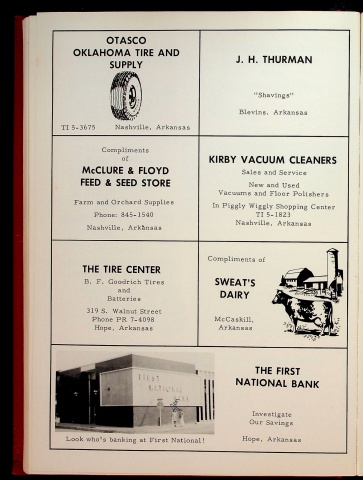 OTASCO
OKLAHOMA TIRE AND
SUPPLY
TI 5-3675 Nashville, Arkansas
J. H. THURMAN
"Shavings"
Blevins, Arkansas
Compliments
of
McCLURE & FLOYD
FEED & SEED STORE
Farm and Orchard Supplies
Phone: 845-1540
Nashville, Arkansas
KIRBY VACUUM CLEANERS
Sales and Service
New and Used
Vacuums and Floor Polishers
In Piggly Wiggly Shopping Center
TI 5-1823
Nashville, Arkansas
THE TIRE CENTER
B. F. Goodrich Tires
and
Batteries
319 S. Walnut Street
Phone PR 7-4098
Hope, Arkansas
Compliments of
SWEAT'S
DAIRY
McCaskill,
Arkansas
FIRST
NATIONAL
BANK
Look who's banking at First National!
THE FIRST
NATIONAL BANK
Investigate
Our Savings
Hope, Arkansas